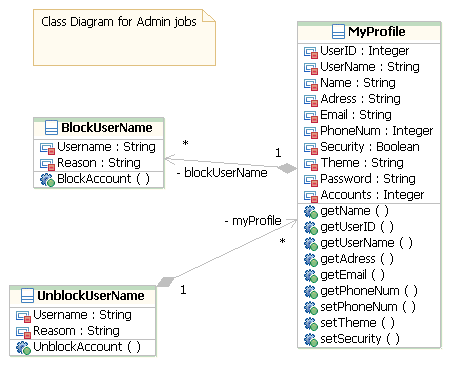 Class Diagram for Admin jobs
MyProfile
UserID : Integer
UserName : String
Name : String
Adress : String
Email : String
PhoneNum : Integer
Security : Boolean
Theme : String
Password : String
Accounts : Integer
getName ( )
getUserID ( )
getUserName ( )
getAdress ( )
getEmail ( )
getPhoneNum ( )
setPhoneNum ( )
setTheme ( )
setSecurity ( )
BlockUserName
Username : String
Reason : String
BlockAccount ( )
*
1
- blockUserName
- myProfile
*
1
UnblockUserName
Username : String
Reasom : String
UnblockAccount ( )